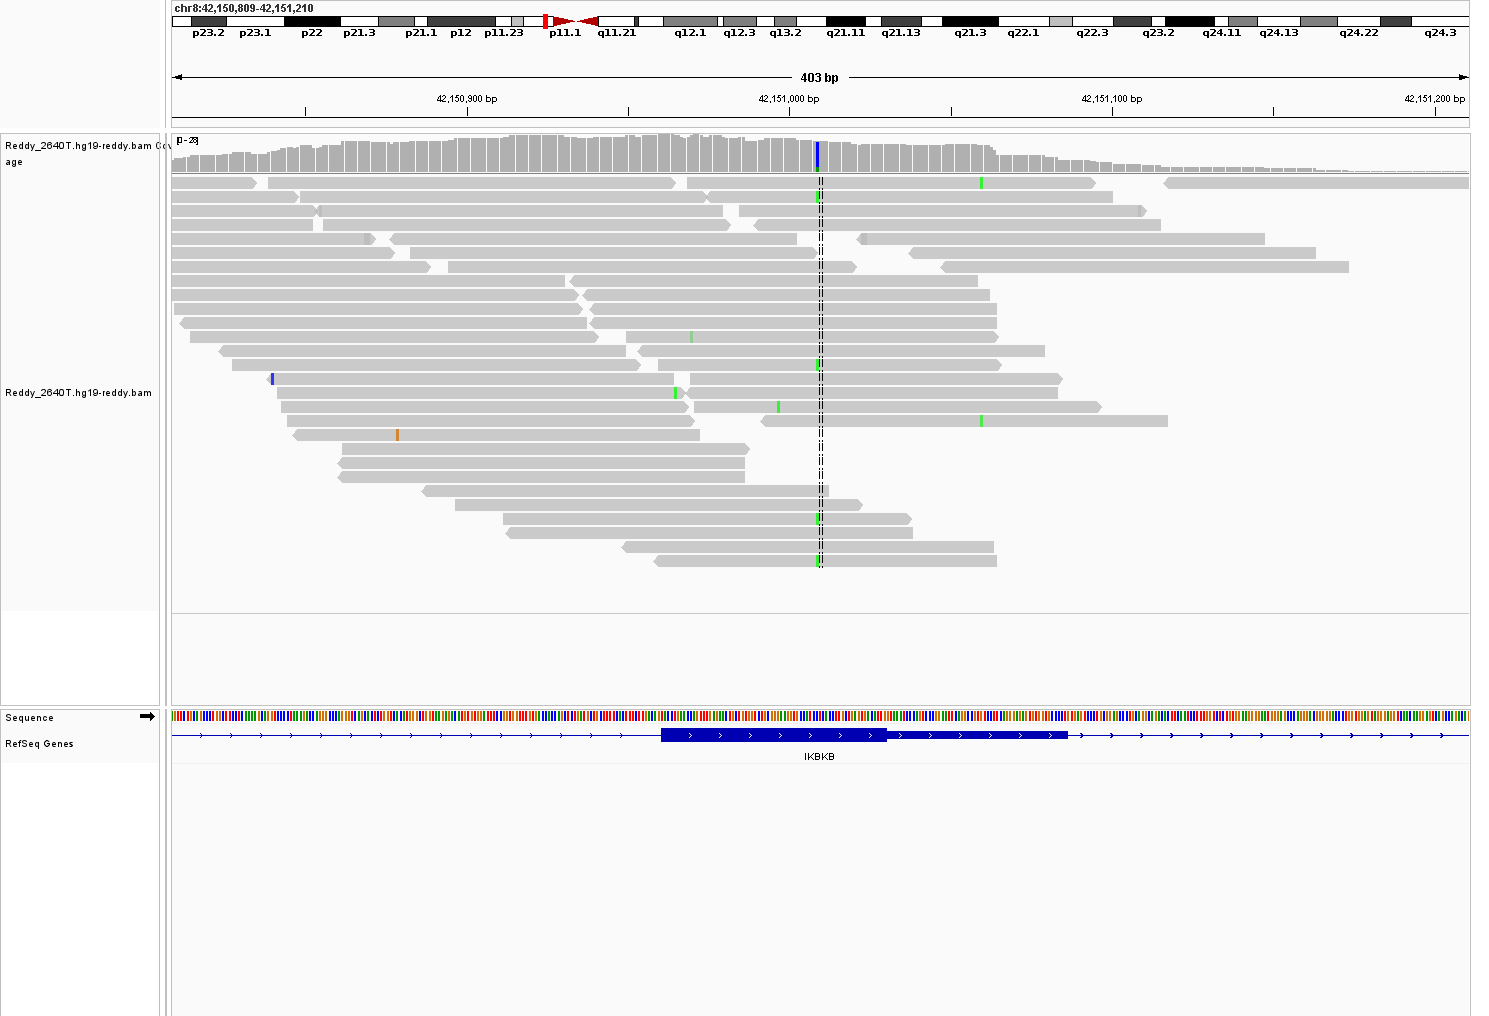 chr8:42,150,809-42,151,210
p23.2 p23.1 p22 p21.3 p21.1 p12 p11.23 p11.1 q11.21 q12.1 q12.3 q13.2 q21.11 q21.13 q21.3 q22.1 q22.3 q23.2 q24.11 q24.13 q24.22 q24.3
403 bp
42,150,900 bp 42,151,000 bp 42,151,100 bp 42,151,200 bp
[0-28]
Reddy_2640T.hg19-reddy.bam Cov
age
Reddy_2640T.hg19-reddy.bam
Sequence
RefSeq Genes
IKBKB